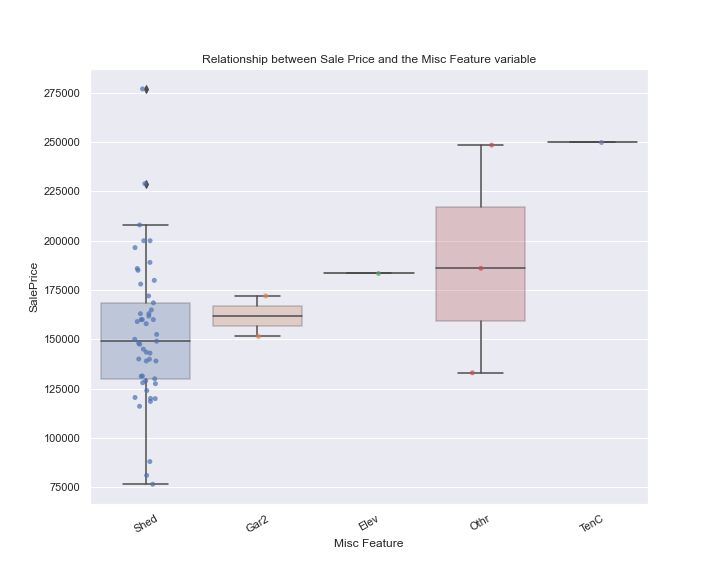 Relationship between Sale Price and the Misc Feature variable
275000
250000
225000
200000
175000
150000
125000
100000
75000
SalePrice
Shed
Gar2
Elev
Othr
TenC
Misc Feature